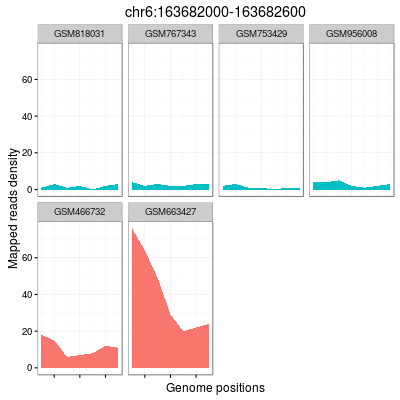 chr6:163682000-163682600
GSM818031 GSM767343 GSM753429 GSM956008
60
40
20
0
Mapped reads density
GSM466732 GSM663427
60
40
20
0
Genome positions